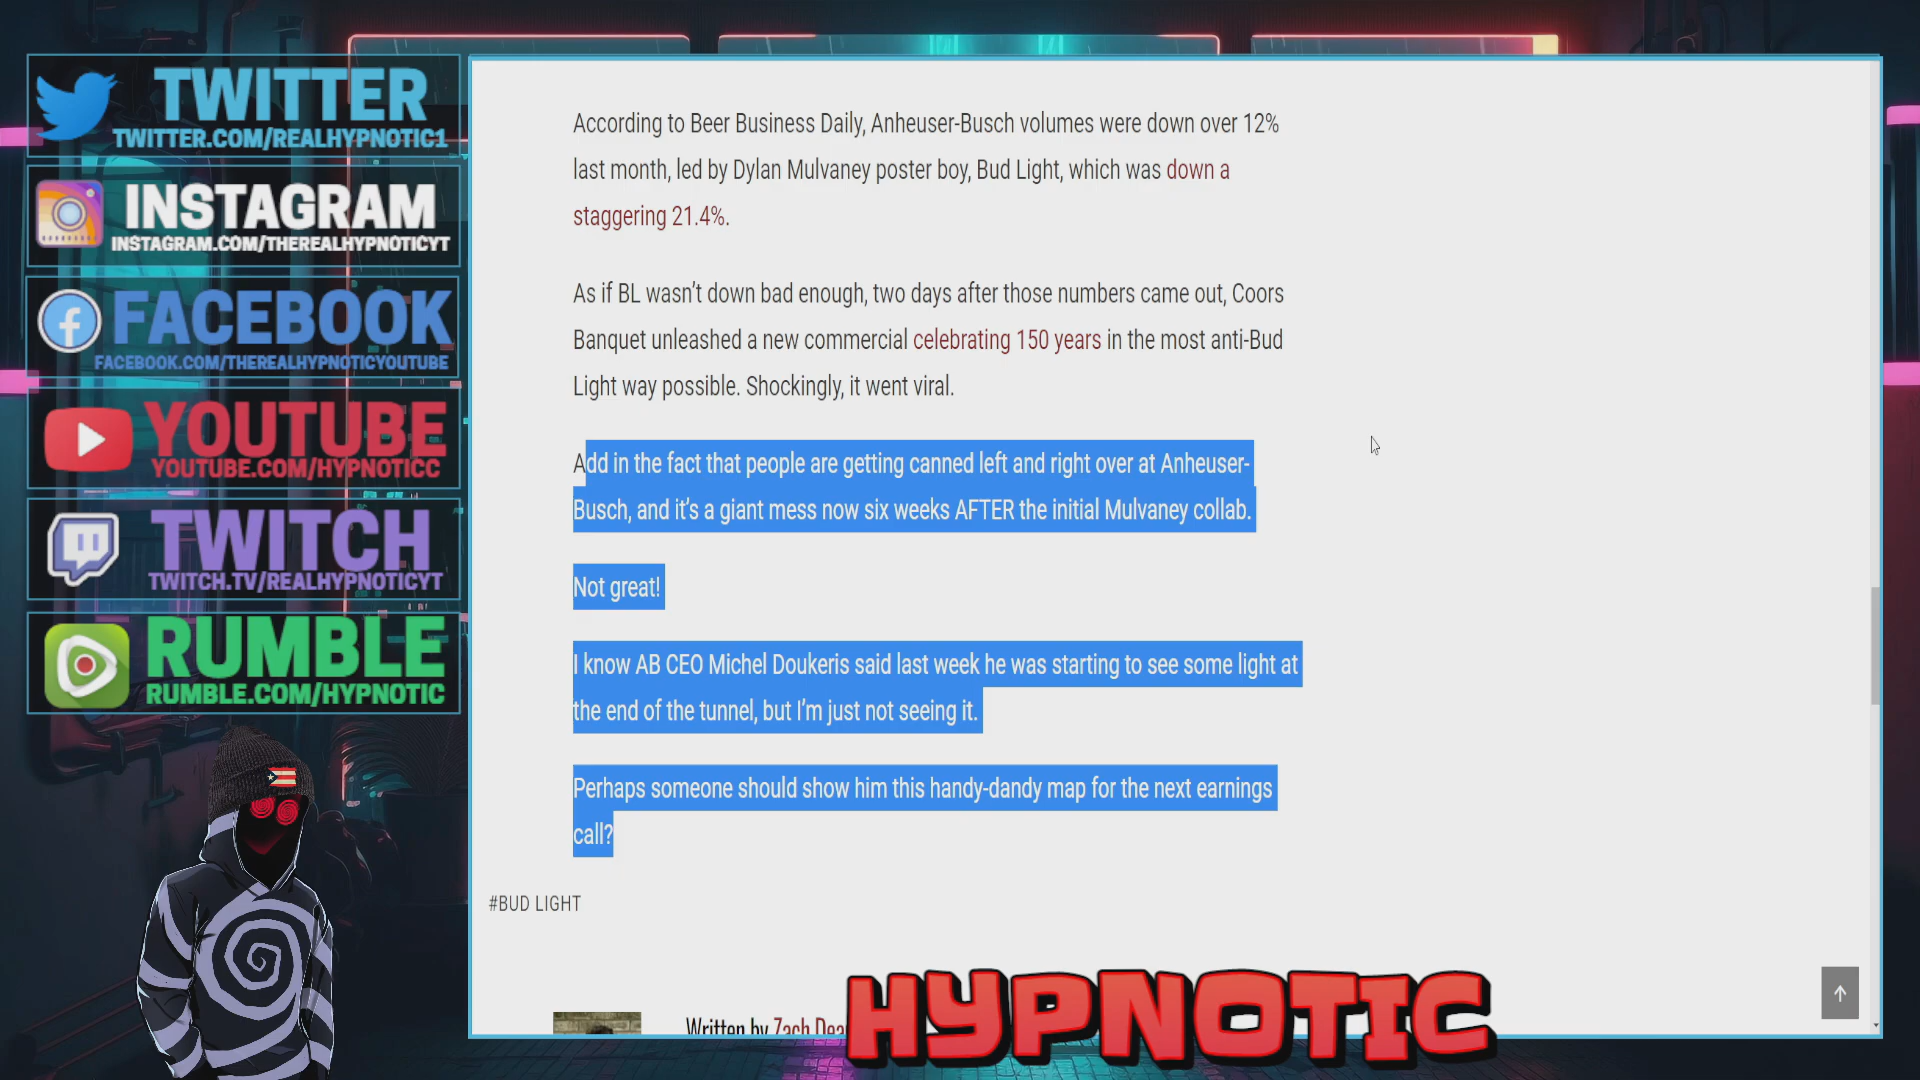 TWITTER
TWITTER.COM/REALHYPNOTIC1
INSTAGRAM
INSTAGRAM.COM/THEREALHYPNOTICYT
FACEBOOK
FACEBOOK.COM/THEREALHYPNOTICYOUTUBE
YOUTUBE
YOUTUBE.COM/HYPNOTICC
TWITCH
TWITCH.TV/REALHYPNOTICYT
RUMBLE
RUMBLE.COM/HYPNOTIC
According to Beer Business Daily, Anheuser-Busch volumes were down over 12%
last month, led by Dylan Mulvaney poster boy, Bud Light, which was down a
staggering 21.4%.
As if BL wasn't down bad enough, two days after those numbers came out, Coors
Banquet unleashed a new commercial celebrating 150 years in the most anti-Bud
Light way possible. Shockingly, it went viral.
Add in the fact that people are getting canned left and right over at Anheuser-
Busch, and it's a giant mess now six weeks AFTER the initial Mulvaney collab.
Not great!
I know AB CEO Michel Doukeris said last week he was starting to see some light at
the end of the tunnel, but I'm just not seeing it.
Perhaps someone should show him this handy-dandy map for the next earnings
call?
#BUD LIGHT
Written by Zach
HYPNOTIC